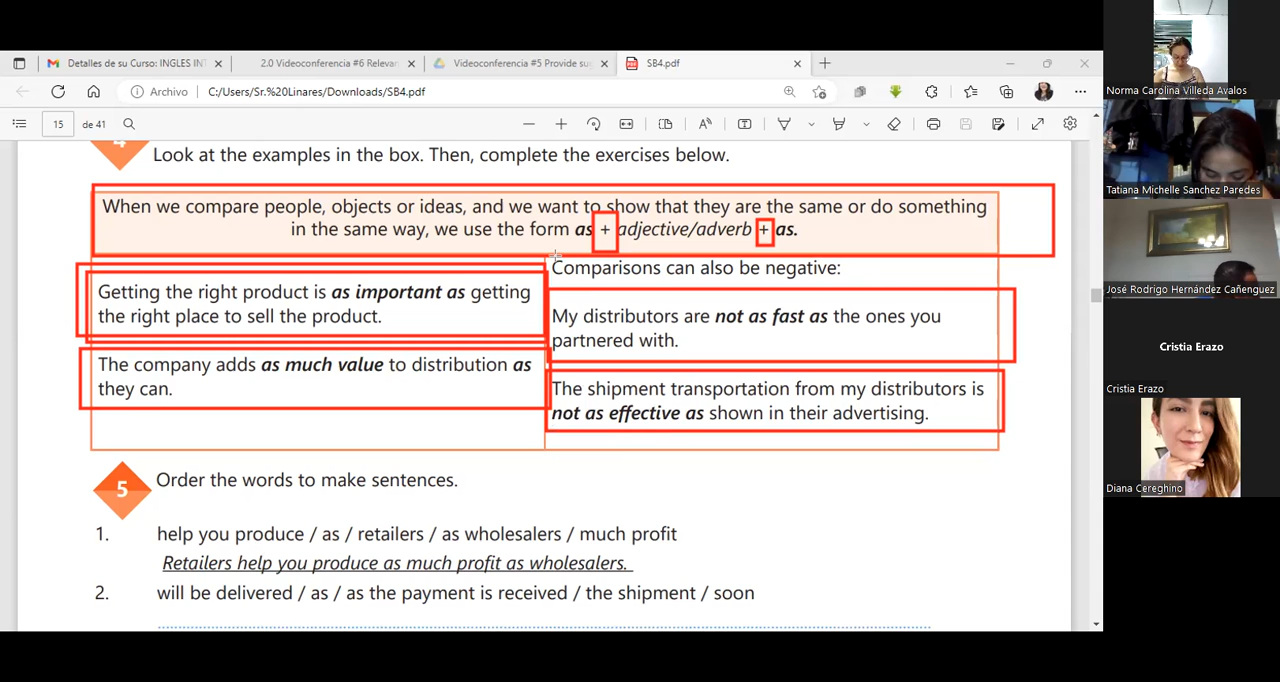 Detalles de su Curso: INGLES INT
2.0 Videoconferencia #6 Relevan
Videoconferencia #5 Provide sug
SB4.pdf
Archivo
C:/Users/Sr.%20Linares/Downloads/SB4.pdf
15 de 41
4
Look at the examples in the box. Then, complete the exercises below.
When we compare people, objects or ideas, and we want to show that they are the same or do something
in the same way, we use the form as + adjective/adverb + as.
Getting the right product is as important as getting
the right place to sell the product.
The company adds as much value to distribution as
they can.
Comparisons can also be negative:
My distributors are not as fast as the ones you
partnered with.
The shipment transportation from my distributors is
not as effective as shown in their advertising.
5
Order the words to make sentences.
1. help you produce / as / retailers / as wholesalers / much profit
Retailers help you produce as much profit as wholesalers.
2. will be delivered / as / as the payment is received / the shipment / soon
Norma Carolina Villeda Avalos
Tatiana Michelle Sanchez Paredes
José Rodrigo Hernández Cañenguez
Cristia Erazo
Cristia Erazo
Diana Cereghino